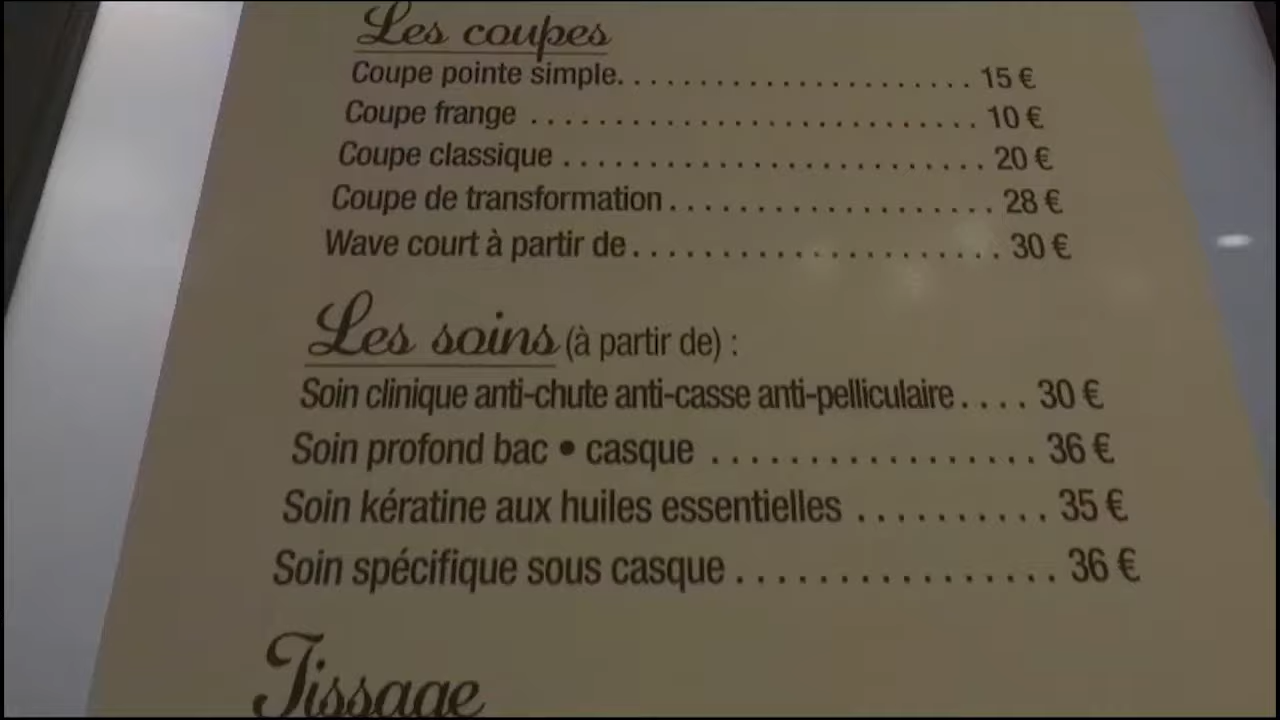 Les coupes
Coupe pointe simple. . . . . . . . . . . . . . . . . . . . . . 15 €
Coupe frange . . . . . . . . . . . . . . . . . . . . . . . . . . . 10 €
Coupe classique . . . . . . . . . . . . . . . . . . . . . . . . . 20 €
Coupe de transformation . . . . . . . . . . . . . . . . . . . 28 €
Wave court à partir de . . . . . . . . . . . . . . . . . . . . . 30 €
Les soins (à partir de) :
Soin clinique anti-chute anti-casse anti-pelliculaire . . . . 30 €
Soin profond bac • casque . . . . . . . . . . . . . . . . . 36 €
Soin kératine aux huiles essentielles . . . . . . . . . . 35 €
Soin spécifique sous casque . . . . . . . . . . . . . . . . 36 €
Tissage